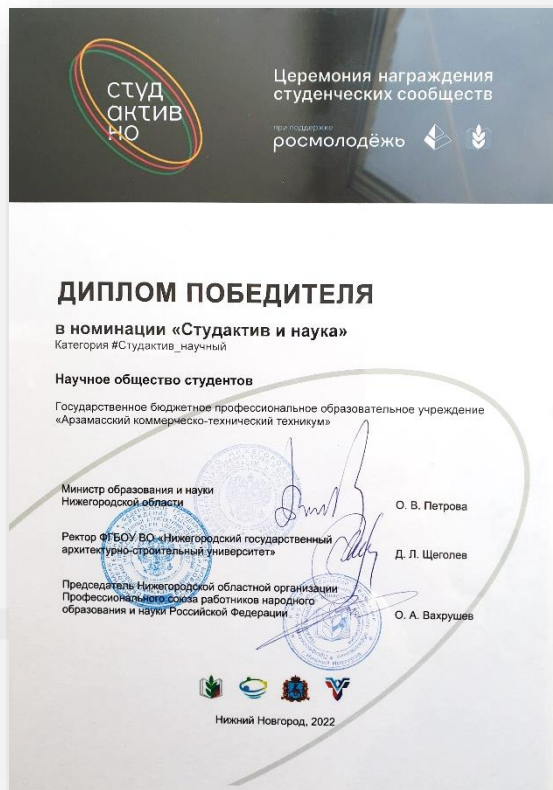 студ
актив
но
Церемония награждения
студенческих сообществ
при поддержке
росмолодёжь
ДИПЛОМ ПОБЕДИТЕЛЯ
в номинации «Студактив и наука»
Категория #Студактив_научный
Научное общество студентов
Государственное бюджетное профессиональное образовательное учреждение
«Арзамасский коммерческо-технический техникум»
Министр образования и науки
Нижегородской области
О. В. Петрова
Ректор ФГБОУ ВО «Нижегородский государственный
архитектурно-строительный университет»
Д. Л. Щеголев
Председатель Нижегородской областной организации
Профессионального союза работников народного
образования и науки Российской Федерации
О. А. Вахрушев
Нижний Новгород, 2022